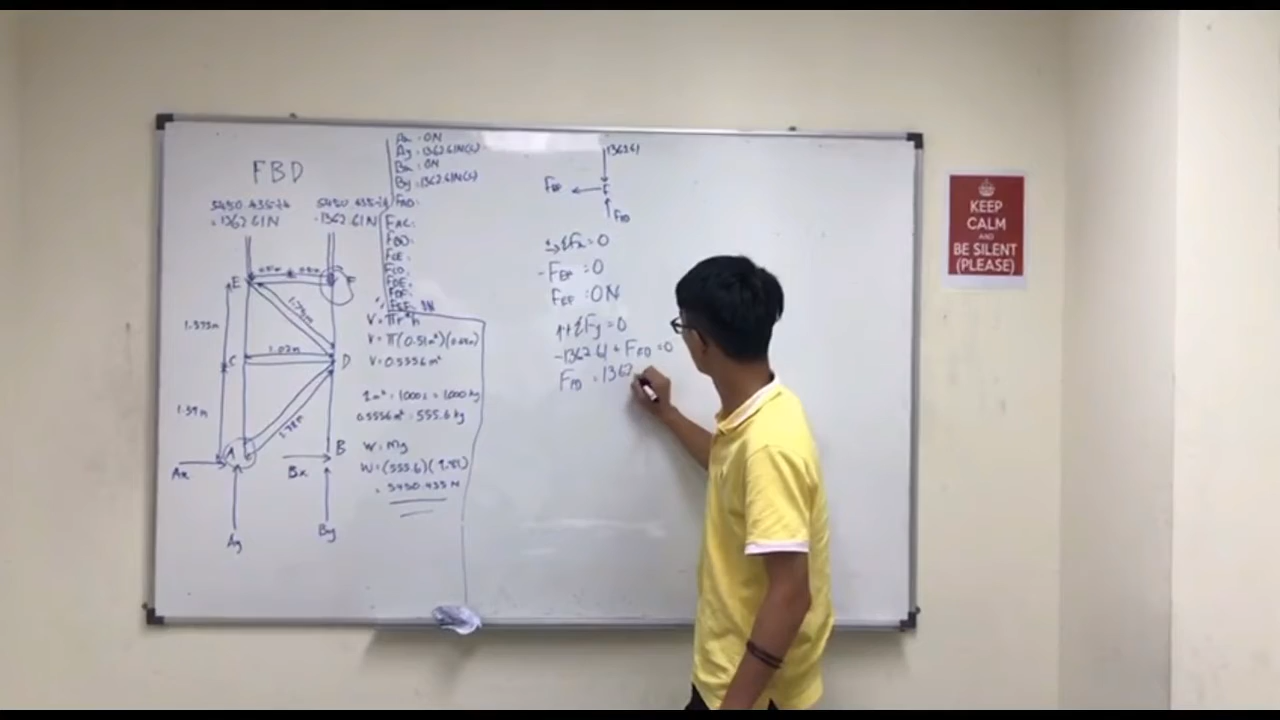 FBD
5450.435÷4
= 1362.61N
5450.435÷4
= 1362.61N
E
1.75m
1.02m
C
D
1.39m
1.78m
A
B
Ax
Bx
Ay
By
Ax : 0N
Ay : 1362.61N(↑)
Bx : 0N
By : 1362.61N(↑)
FAD:
FAC:
FBD:
FCE:
FCD:
FDE:
FDF:
FEF: 0N
V = πr²h
V = π(0.51m²)(0.68m)
V = 0.5556m³
1m³ = 1000L = 1000kg
0.5556m³ = 555.6kg
W = Mg
W = (555.6)(9.81)
= 5450.435N
1362.61
FEF
F
FFD
→ΣFx = 0
-FEF = 0
FEF = 0N
↑+ΣFy = 0
-1362.61 + FFD = 0
FFD = 1362
KEEP
CALM
AND
BE SILENT
(PLEASE)